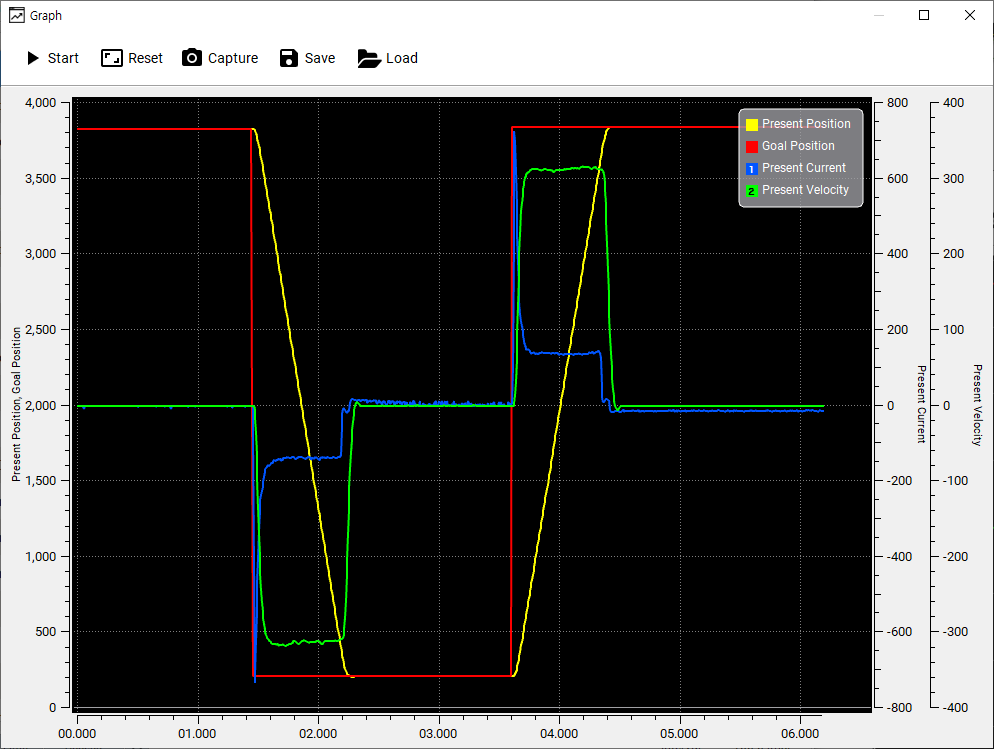 Graph
Start Reset Capture Save Load
4,000
3,500
3,000
2,500
2,000
1,500
1,000
500
0
Present Position, Goal Position
Present Position
Goal Position
1 Present Current
2 Present Velocity
800
600
400
200
0
-200
-400
-600
-800
Present Current
400
300
200
100
0
-100
-200
-300
-400
Present Velocity
00.000 01.000 02.000 03.000 04.000 05.000 06.000